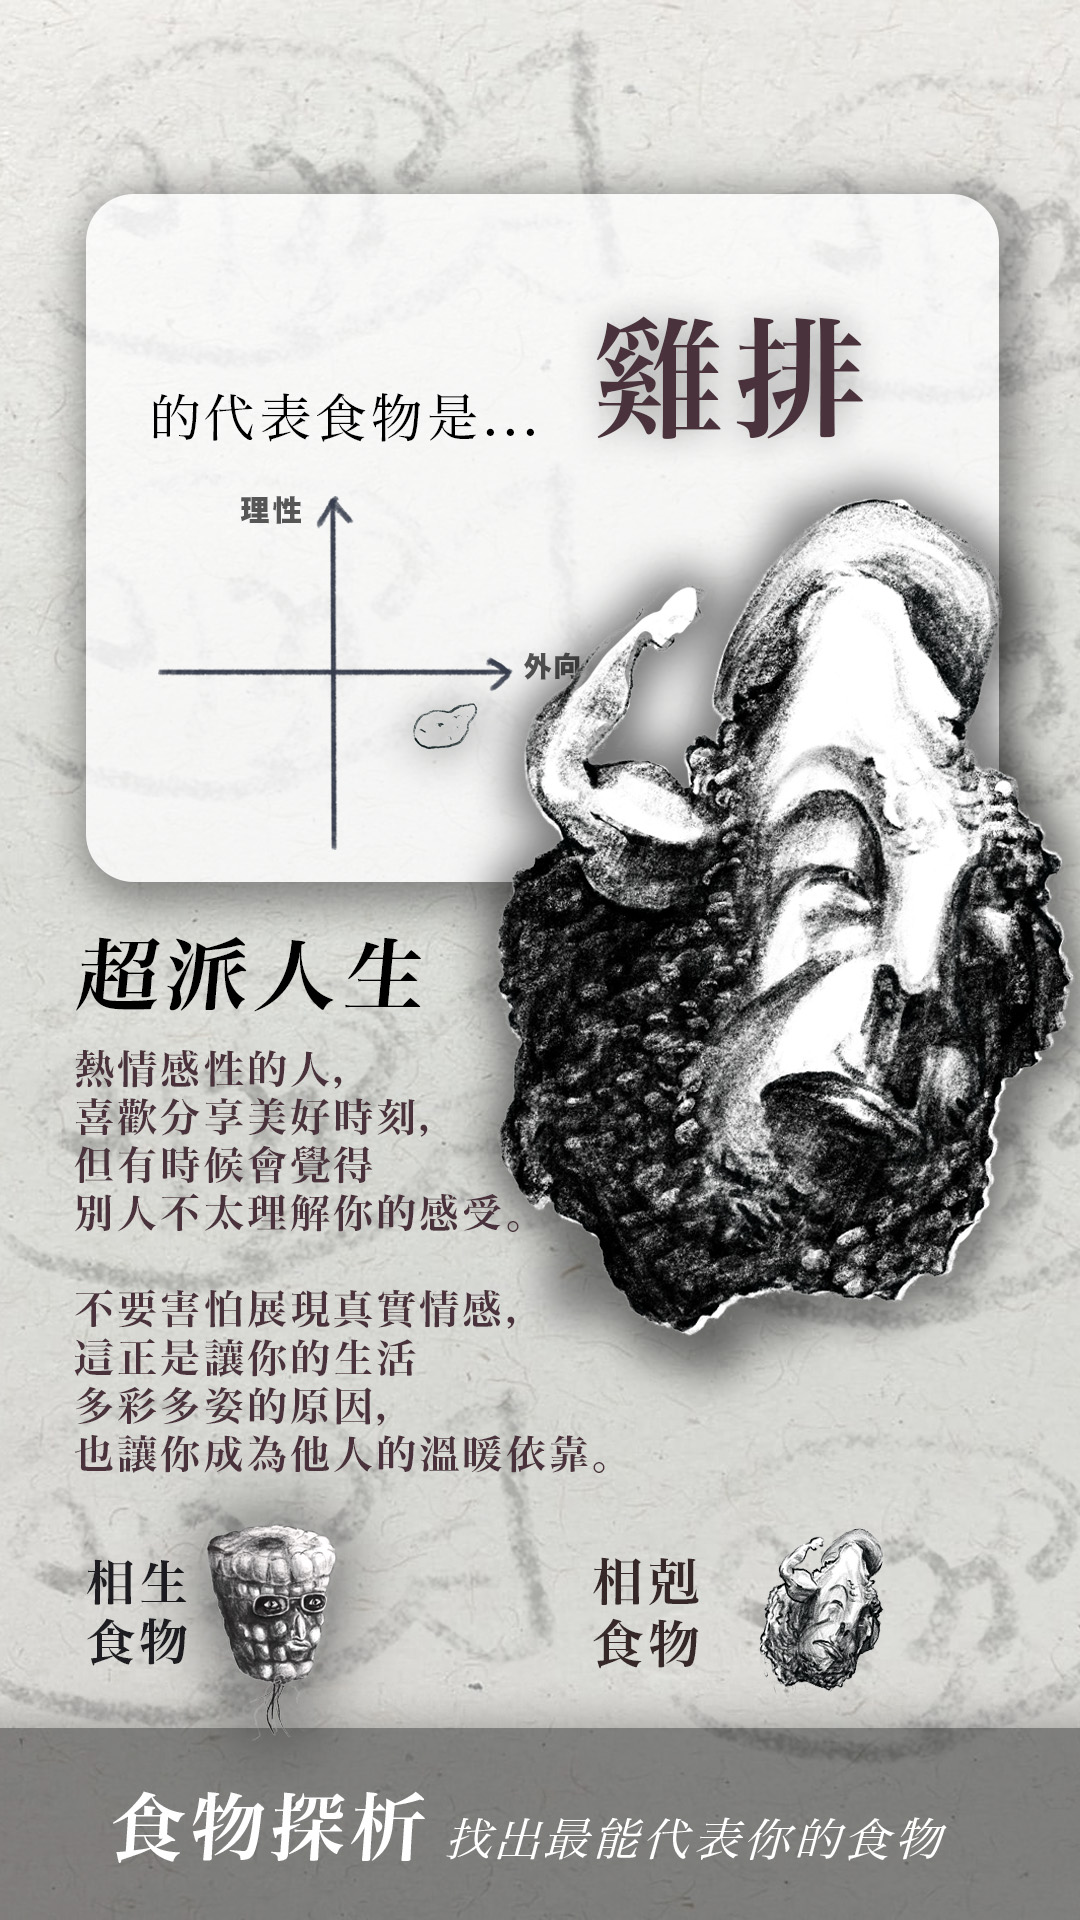 雞排
的代表食物是...
理性
外向
超派人生
熱情感性的人,
喜歡分享美好時刻,
但有時候會覺得
別人不太理解你的感受。
不要害怕展現真實情感,
這正是讓你的生活
多彩多姿的原因,
也讓你成為他人的溫暖依靠。
相生
食物
相剋
食物
食物探析 找出最能代表你的食物